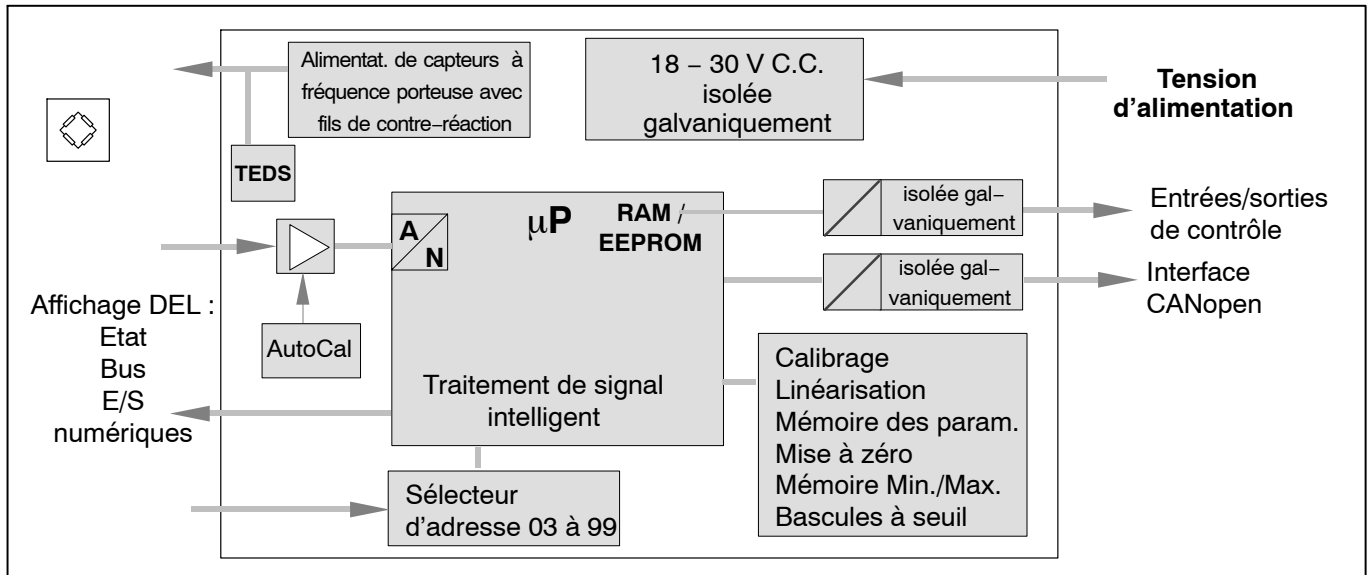 Alimentat. de capteurs à
fréquence porteuse avec
fils de contre−réaction
18 − 30 V C.C.
isolée
galvaniquement
Tension
d’alimentation
TEDS
A
N
µP
RAM /
EEPROM
isolée gal−
vaniquement
Entrées/sorties
de contrôle
isolée gal−
vaniquement
Interface
CANopen
Affichage DEL :
Etat
Bus
E/S
numériques
AutoCal
Traitement de signal
intelligent
Calibrage
Linéarisation
Mémoire des param.
Mise à zéro
Mémoire Min./Max.
Bascules à seuil
Sélecteur
d’adresse 03 à 99